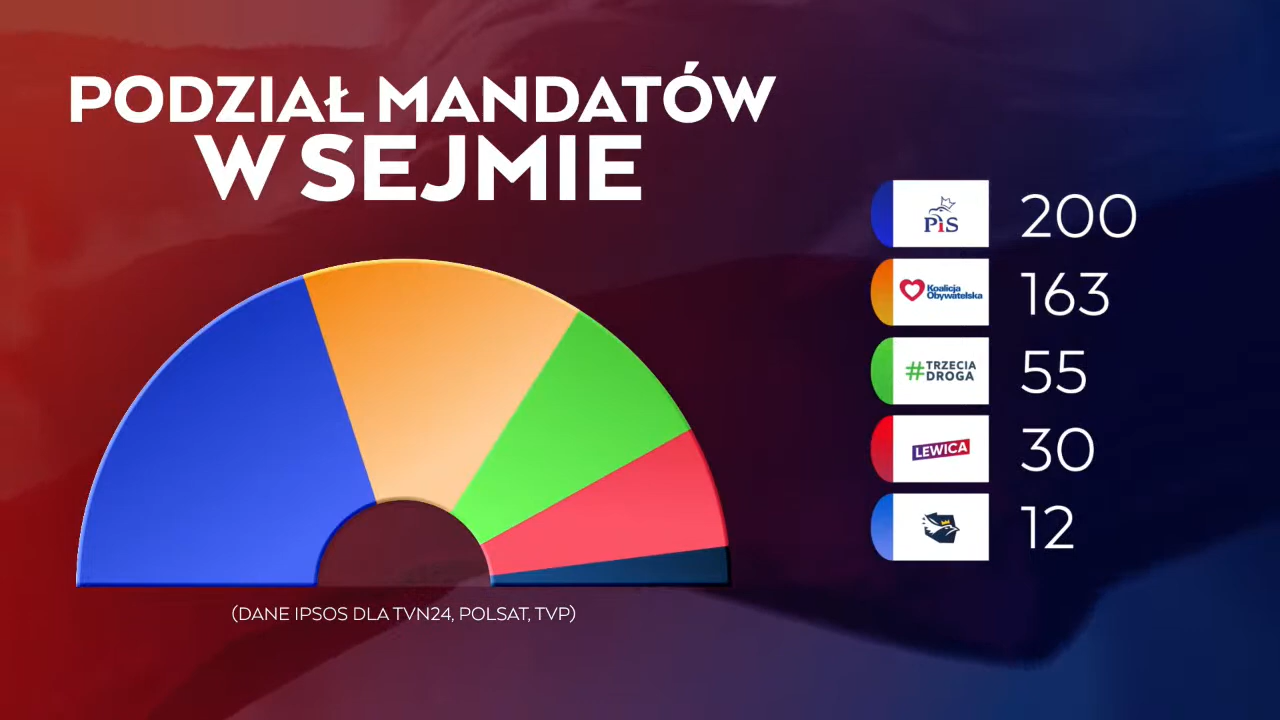 PODZIAŁ MANDATÓW
W SEJMIE
PiS 200
Koalicja
Obywatelska 163
#TRZECIA
DROGA 55
LEWICA 30
12
(DANE IPSOS DLA TVN24, POLSAT, TVP)